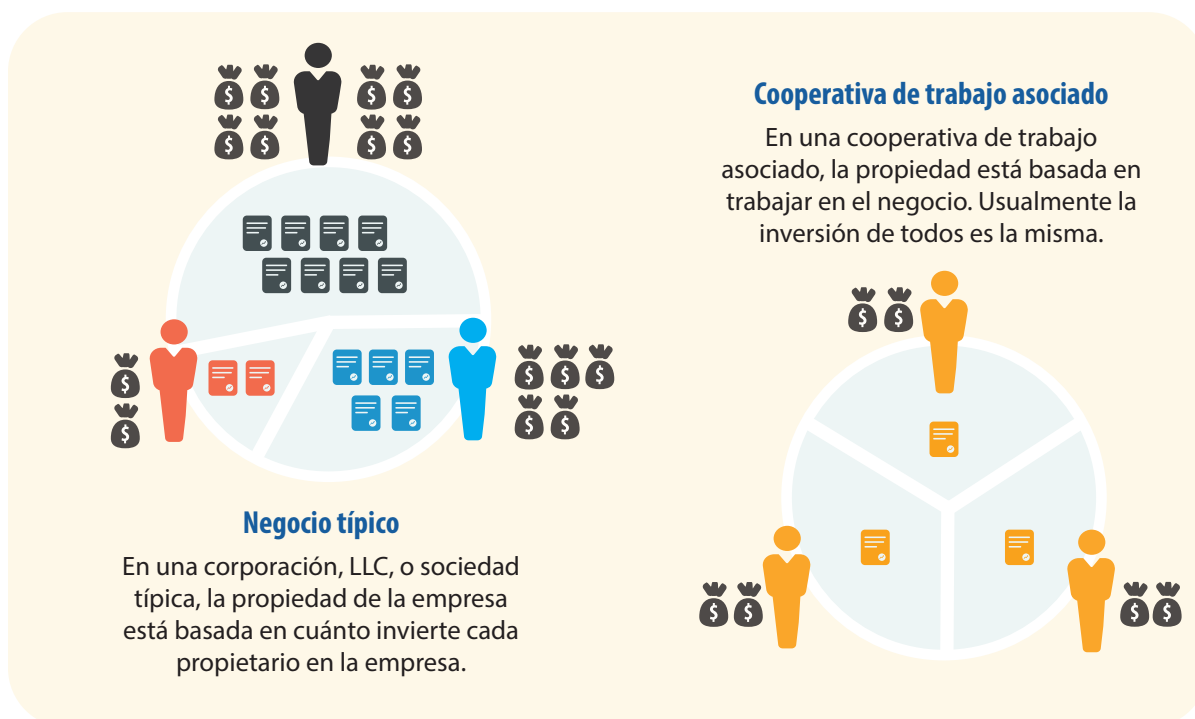 Negocio típico
En una corporación, LLC, o sociedad
típica, la propiedad de la empresa
está basada en cuánto invierte cada
propietario en la empresa.
Cooperativa de trabajo asociado
En una cooperativa de trabajo
asociado, la propiedad está basada en
trabajar en el negocio. Usualmente la
inversión de todos es la misma.